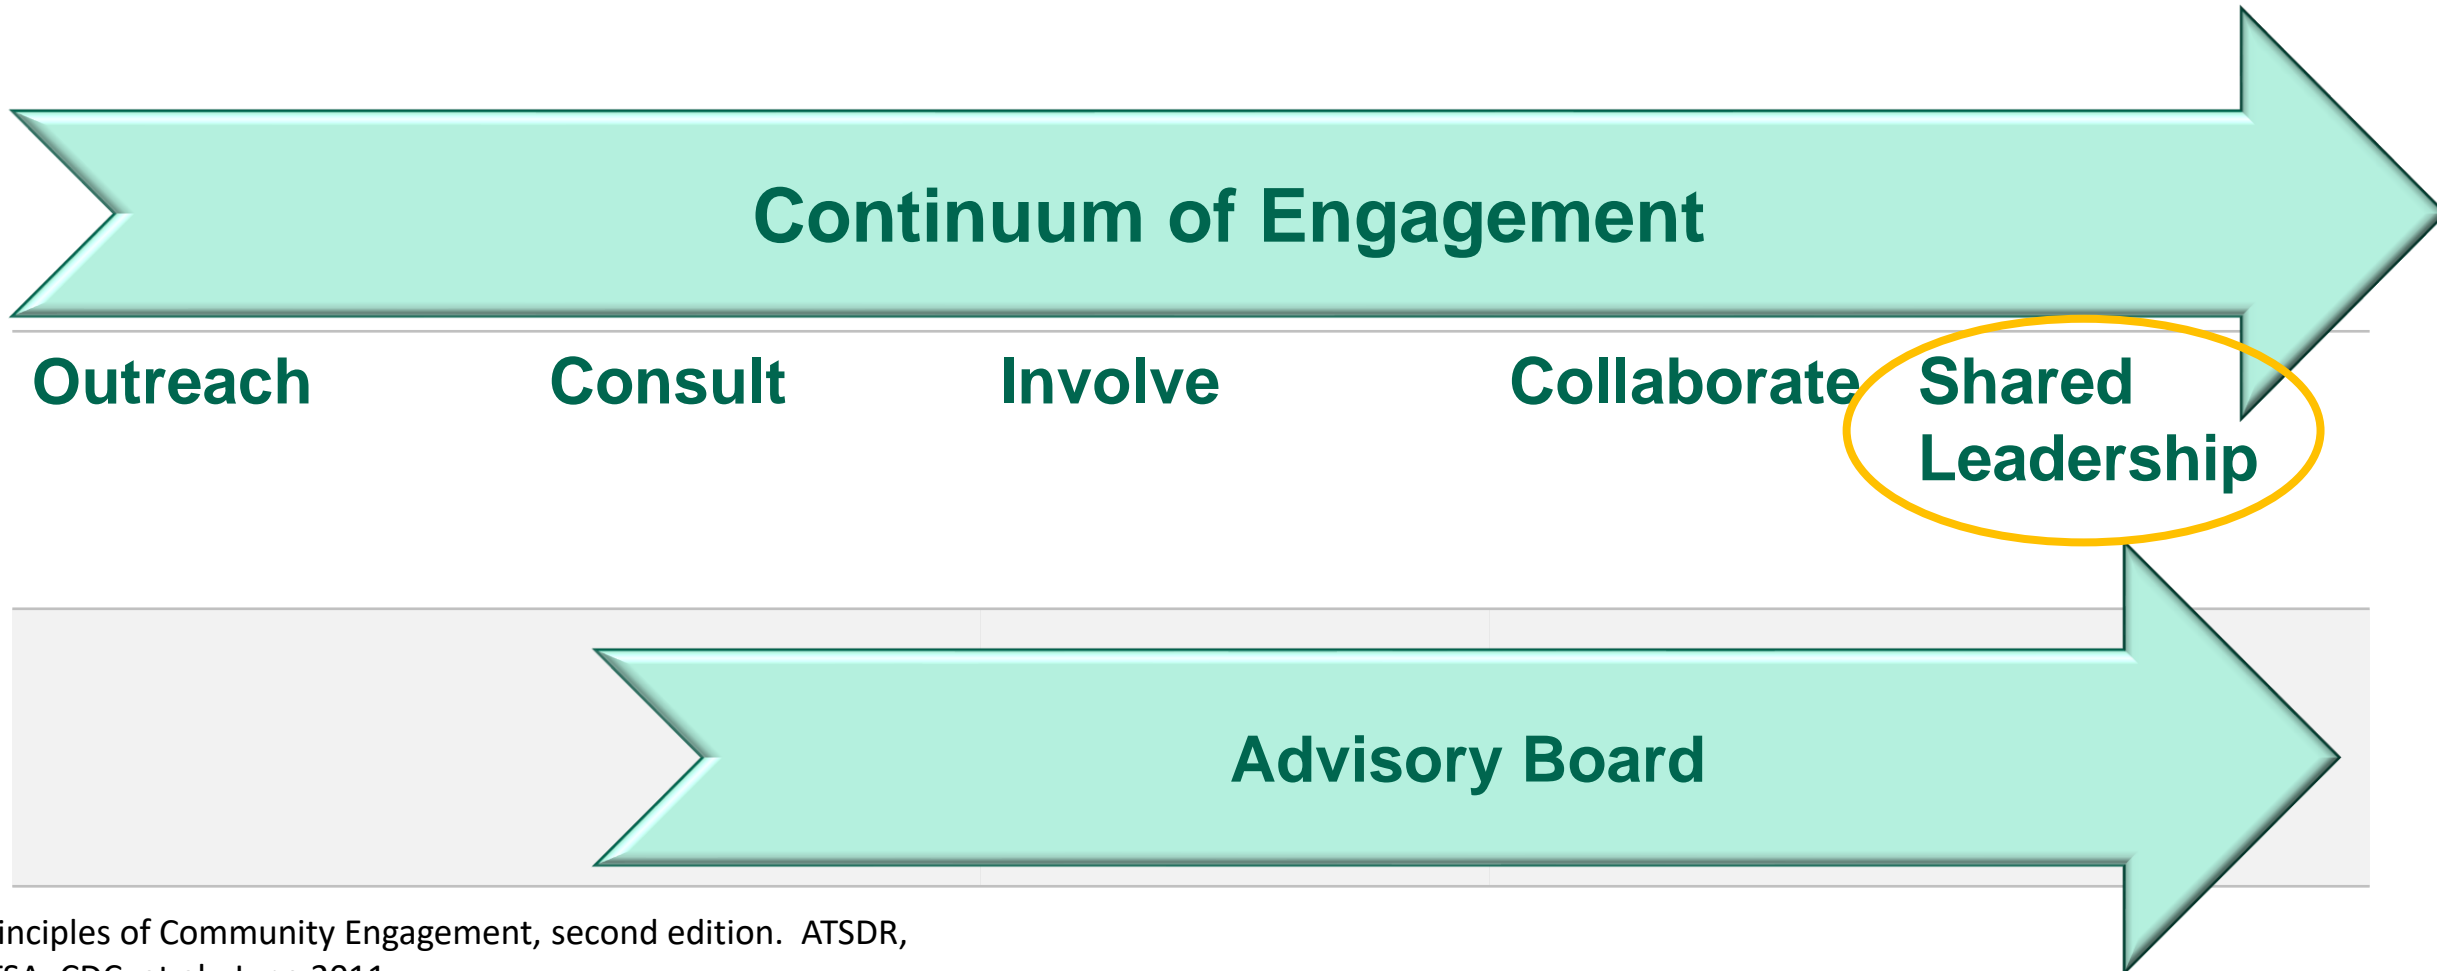 Continuum of Engagement
Outreach Consult Involve Collaborate Shared
Leadership
Advisory Board
inciples of Community Engagement, second edition. ATSDR,